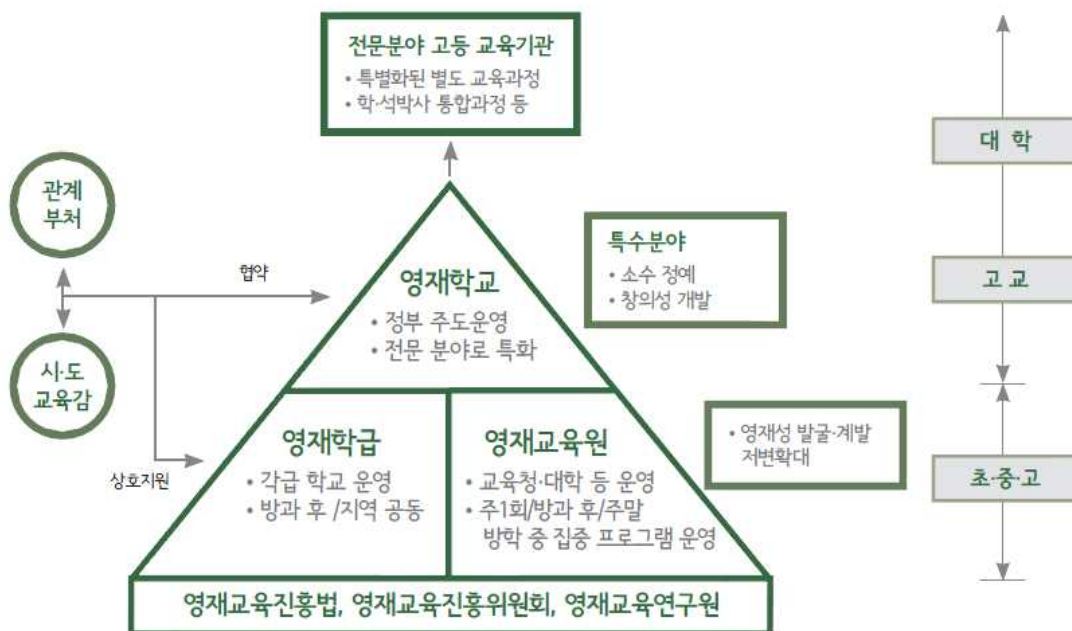 전문분야 고등 교육기관
• 특별화된 별도 교육과정
• 학·석박사 통합과정 등
대 학
관계
부처
특수분야
• 소수 정예
• 창의성 개발
고 교
협약
영재학교
• 정부 주도운영
• 전문 분야로 특화
시·도
교육감
영재학급
• 각급 학교 운영
• 방과 후 /지역 공동
영재교육원
• 교육청·대학 등 운영
• 주1회/방과 후/주말
방학 중 집중 프로그램 운영
• 영재성 발굴·계발
저변확대
상호지원
초·중·고
영재교육진흥법, 영재교육진흥위원회, 영재교육연구원